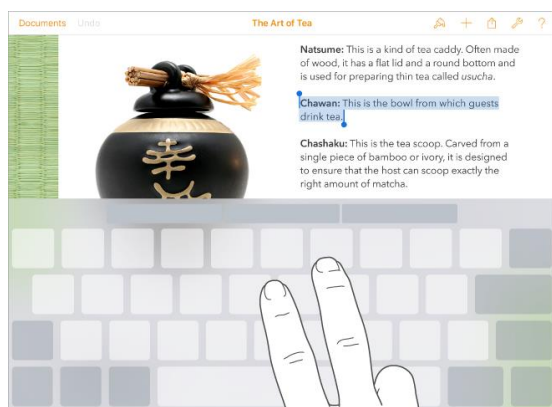 Documents Undo The Art of Tea ?
Natsume: This is a kind of tea caddy. Often made
of wood, it has a flat lid and a round bottom and
is used for preparing thin tea called usucha.
Chawan: This is the bowl from which guests
drink tea.
Chashaku: This is the tea scoop. Carved from a
single piece of bamboo or ivory, it is designed
to ensure that the host can scoop exactly the
right amount of matcha.
幸